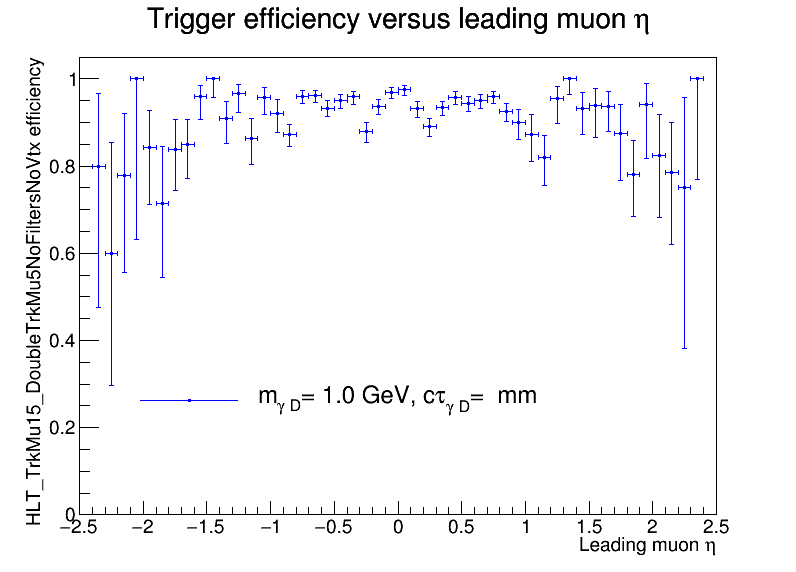 Trigger efficiency versus leading muon η
HLT_TrkMu15_DoubleTrkMu5NoFiltersNoVtx efficiency
1
0.8
0.6
0.4
0.2
0
m_γ D= 1.0 GeV, cτ_γ D=  mm
−2.5 −2 −1.5 −1 −0.5 0 0.5 1 1.5 2 2.5
Leading muon η